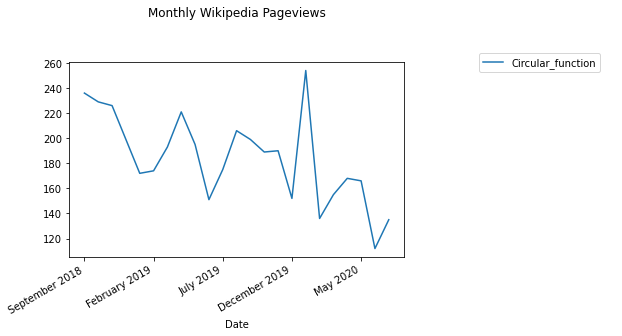 Monthly Wikipedia Pageviews
Circular_function
260
240
220
200
180
160
140
120
September 2018
February 2019
July 2019
December 2019
May 2020
Date